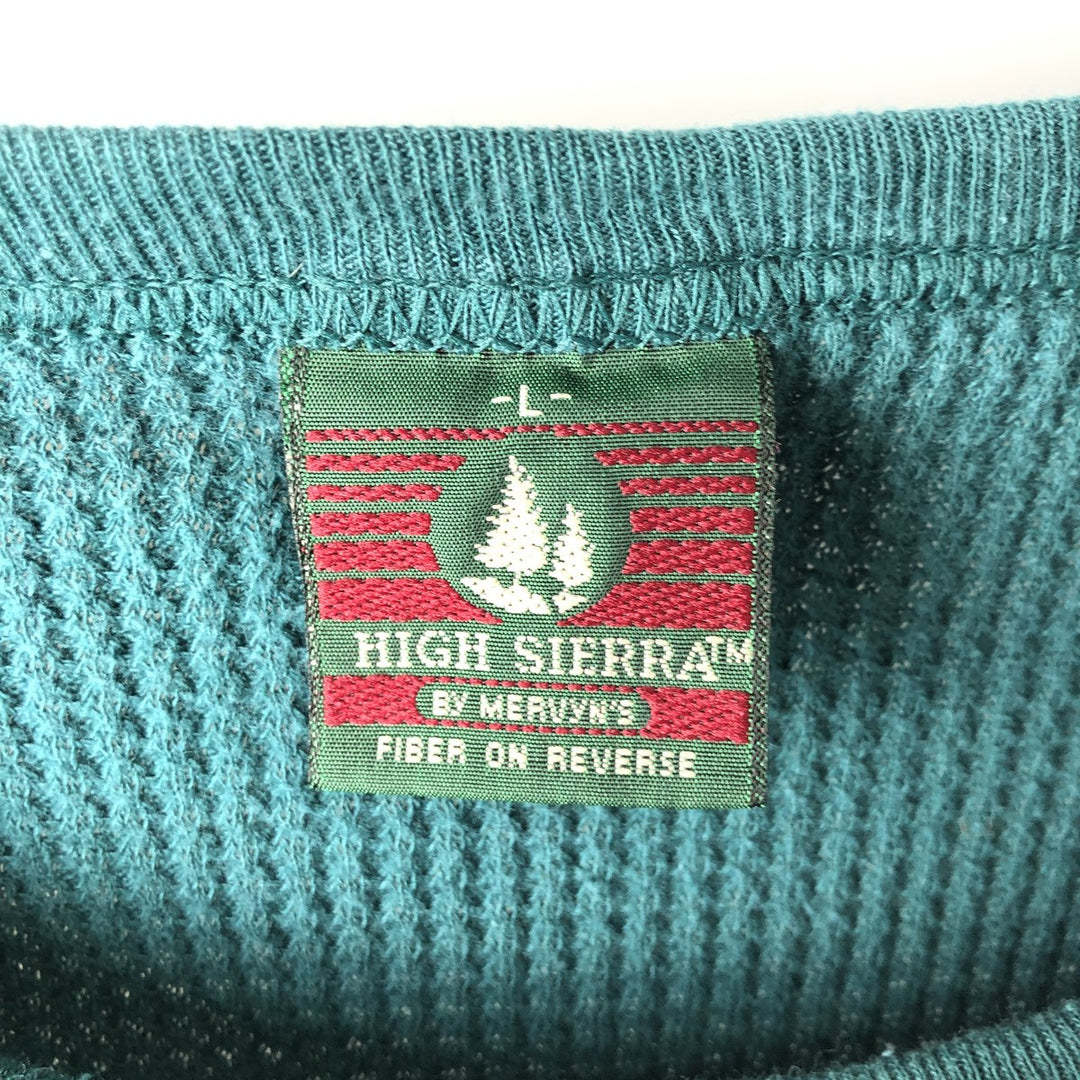 -L-
HIGH SIERRA™
BY MERVYN'S
FIBER ON REVERSE